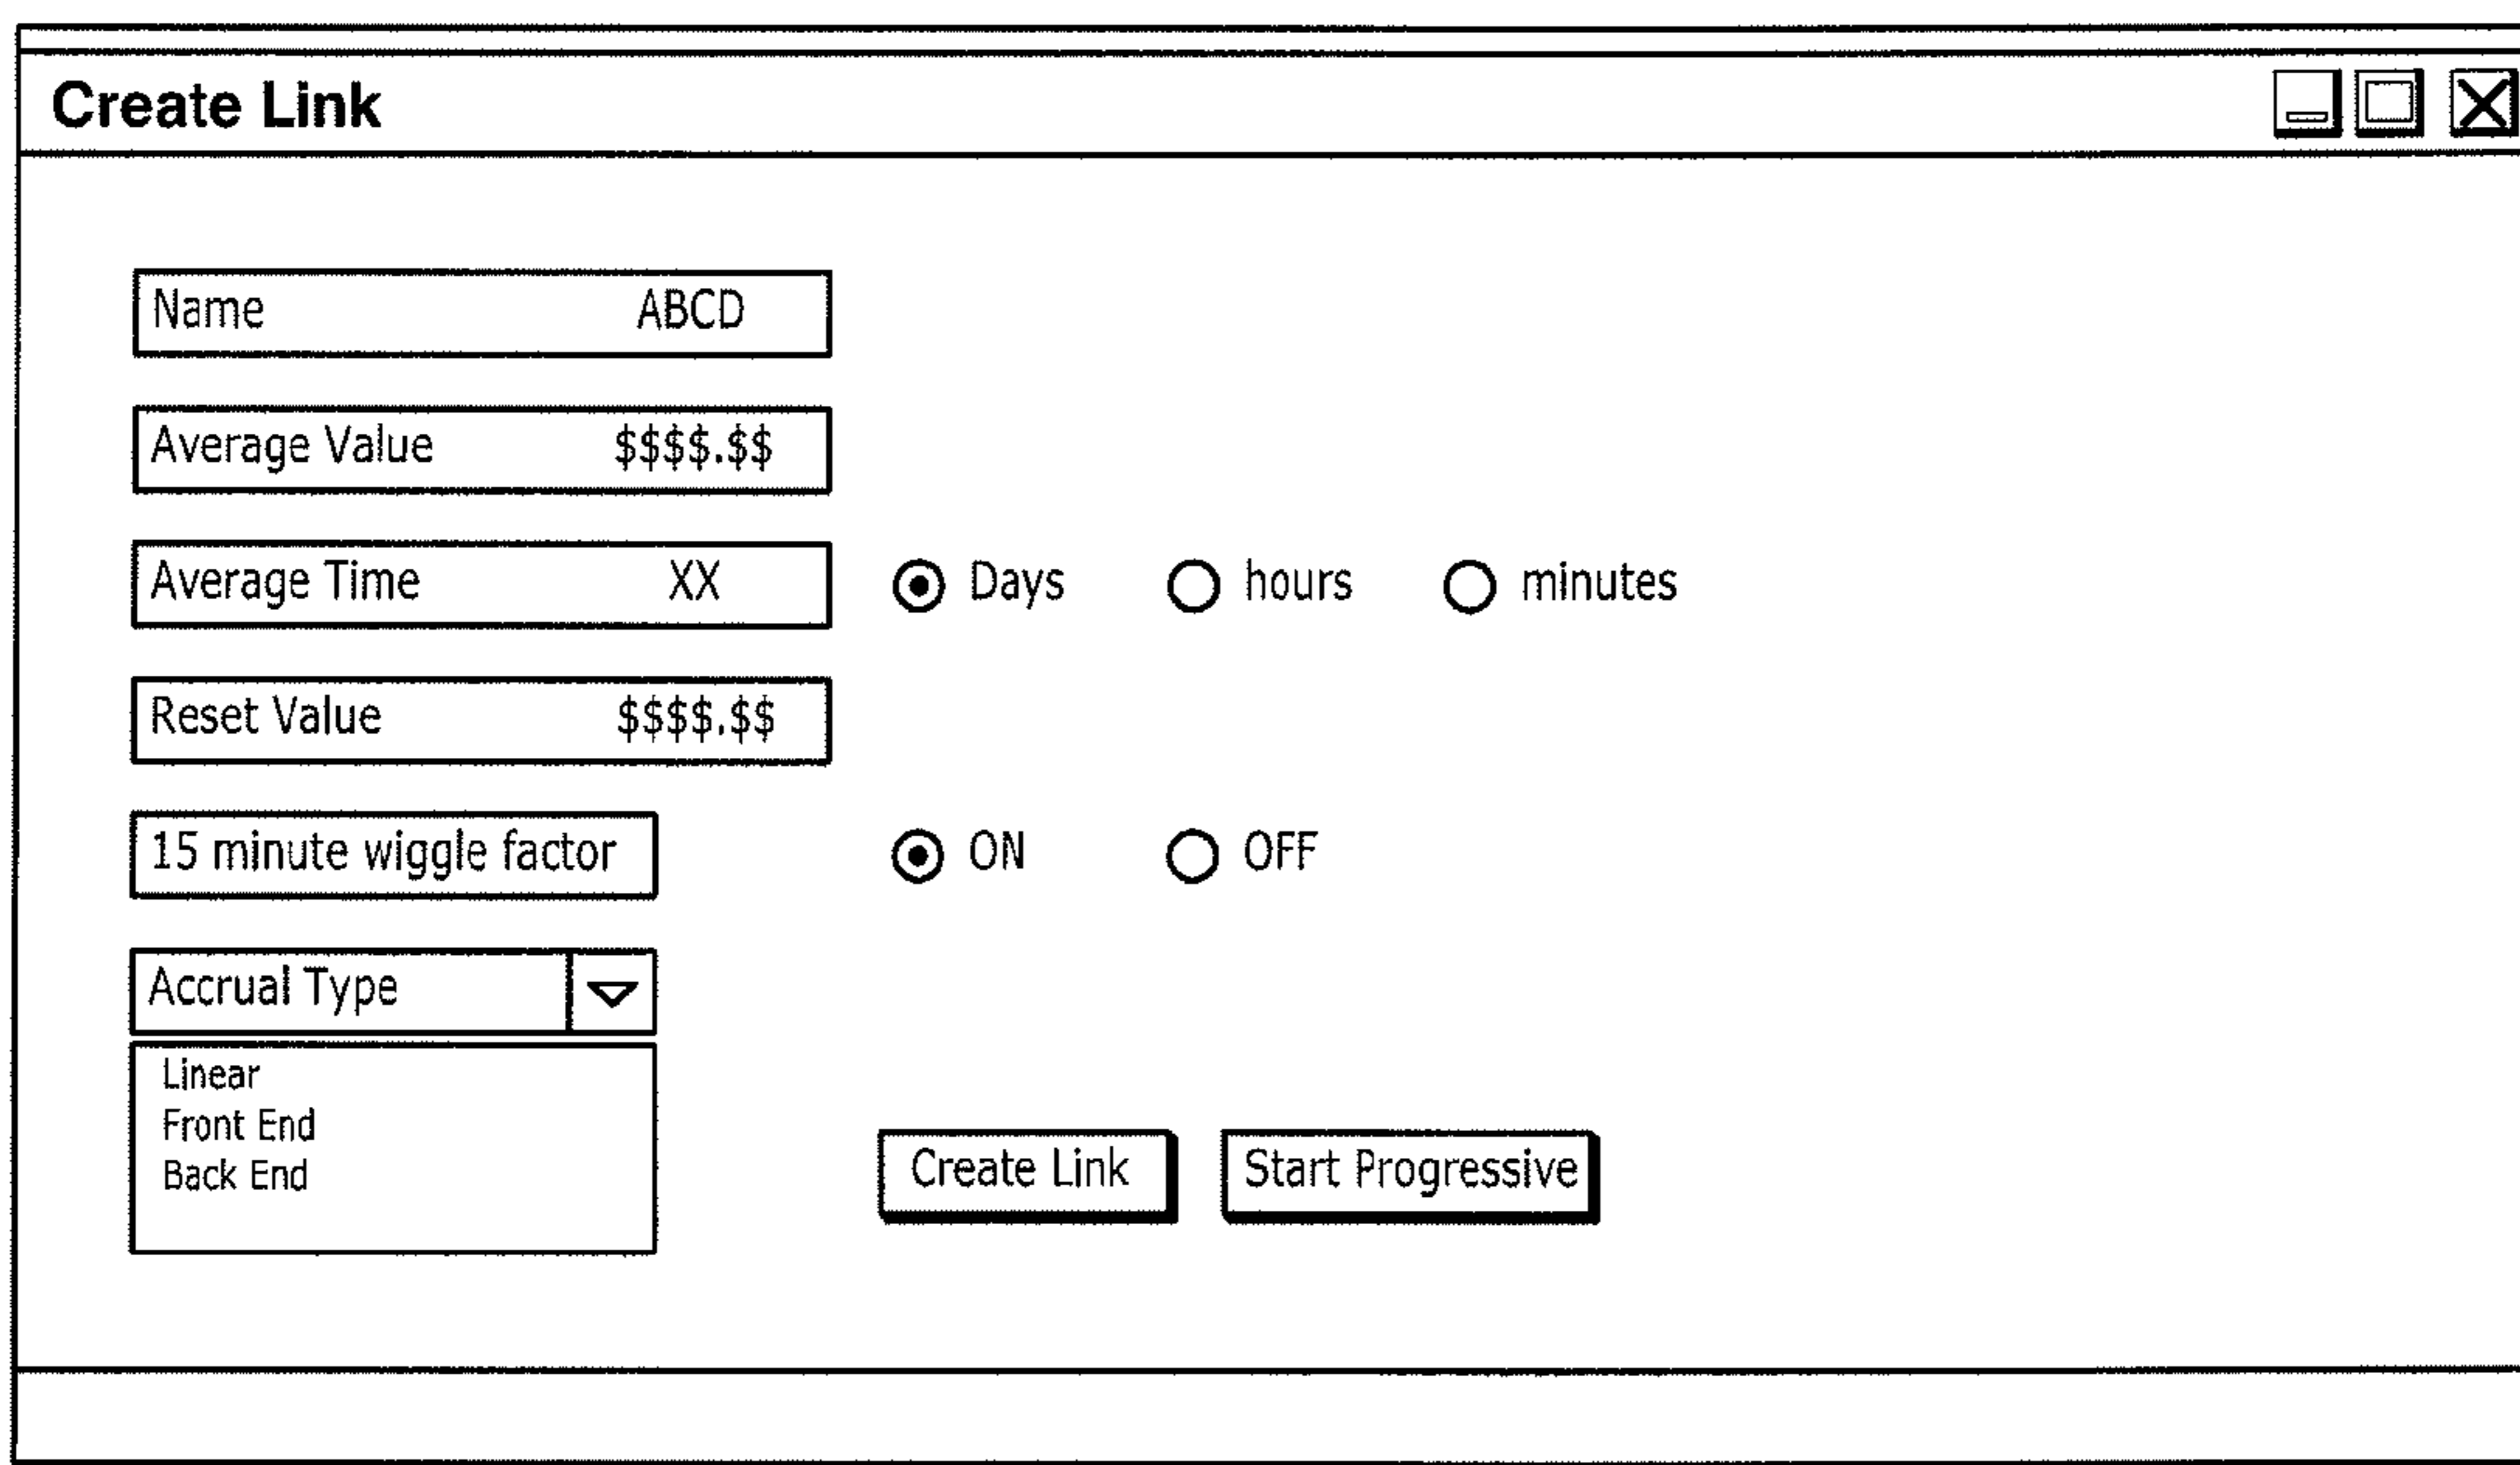 Create Link
Name ABCD
Average Value $$$$.$$
Average Time XX Days hours minutes
Reset Value $$$$.$$
15 minute wiggle factor ON OFF
Accrual Type
Linear
Front End
Back End
Create Link Start Progressive